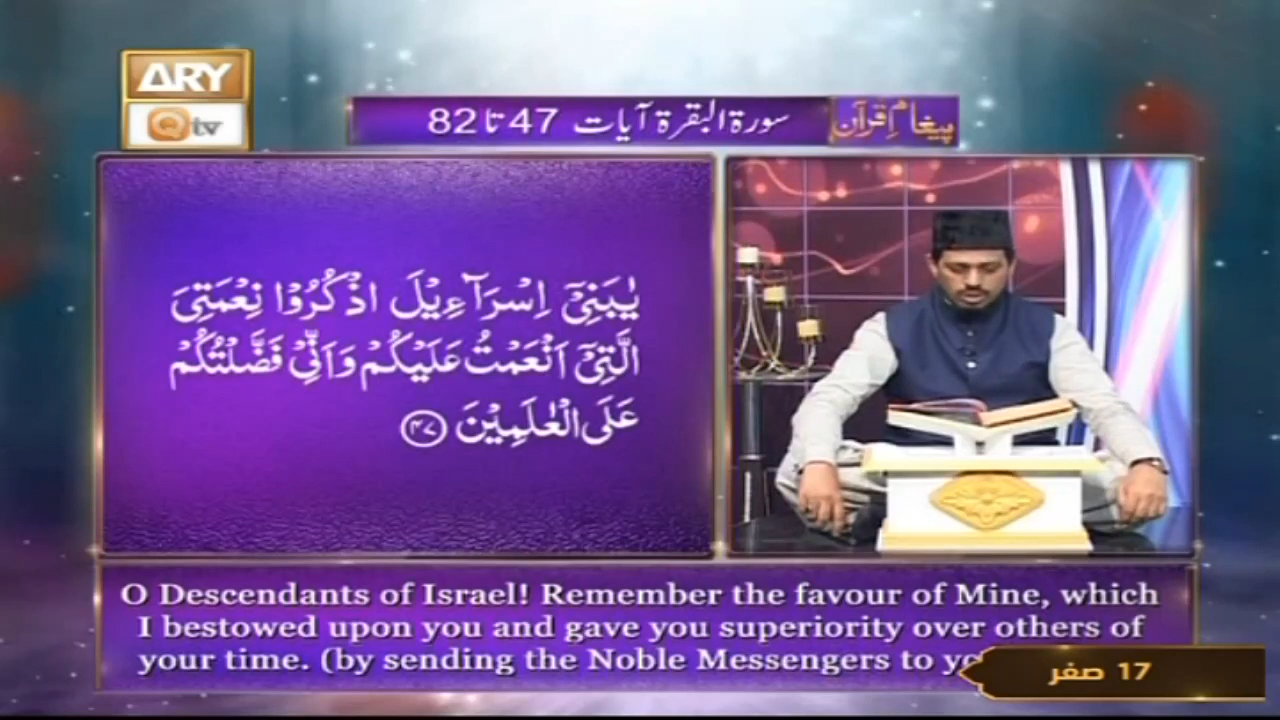 ARY
Qtv
پیغامِ قرآن
سورۃ البقرۃ آیات 47 تا 82
یٰبَنِیْۤ اِسْرَآءِیْلَ اذْكُرُوْا نِعْمَتِیَ
الَّتِیْۤ اَنْعَمْتُ عَلَیْكُمْ وَاَنِّیْ فَضَّلْتُكُمْ
عَلَی الْعٰلَمِیْنَ ﴿۴۷﴾
O Descendants of Israel! Remember the favour of Mine, which
I bestowed upon you and gave you superiority over others of
your time. (by sending the Noble Messengers to
17 صفر